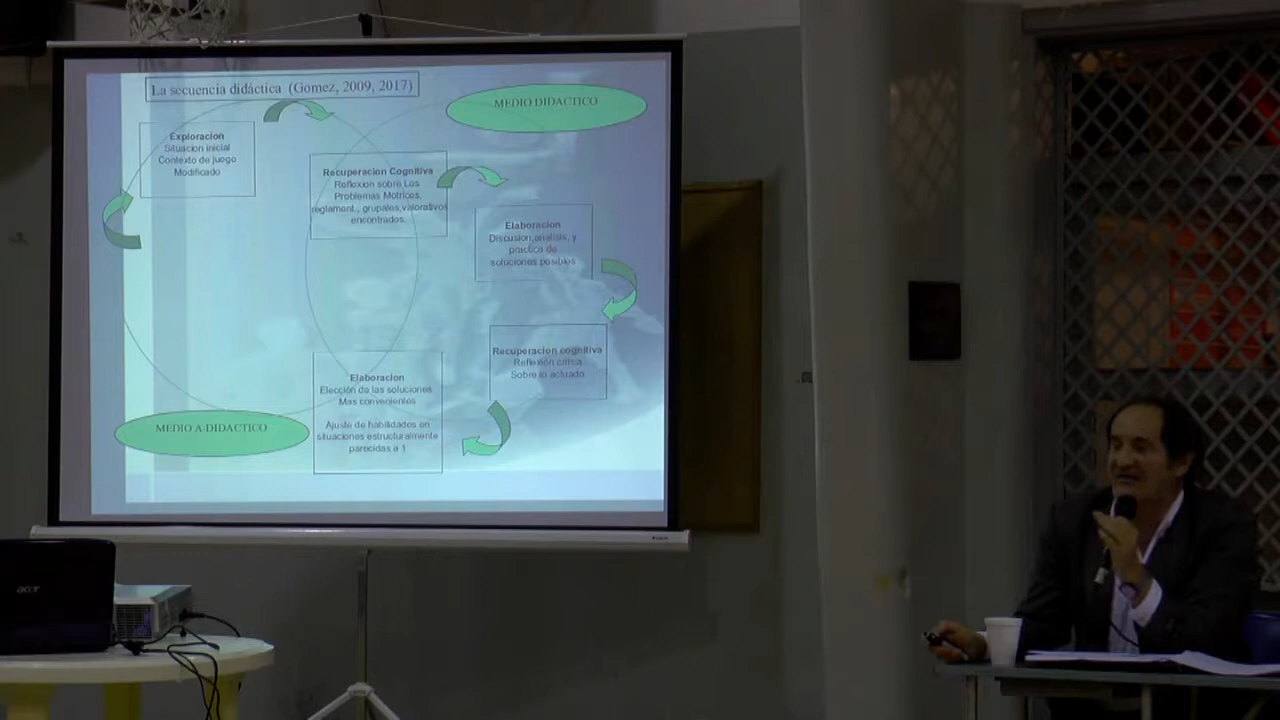 La secuencia didáctica (Gomez, 2009, 2017)
MEDIO DIDACTICO
Exploracion
Situacion inicial
Contexto de juego
Modificado
Recuperacion Cognitiva
Reflexion sobre Los
Problemas Motrices,
reglament., grupales,valorativos
encontrados.
Elaboracion
Discusion,analisis, y
practica de
soluciones posibles
Recuperacion cognitiva
Reflexión critica
Sobre lo actuado
Elaboracion
Elección de las soluciones
Mas convenientes
Ajuste de habilidades en
situaciones estructuralmente
parecidas a 1
MEDIO A-DIDACTICO
acer